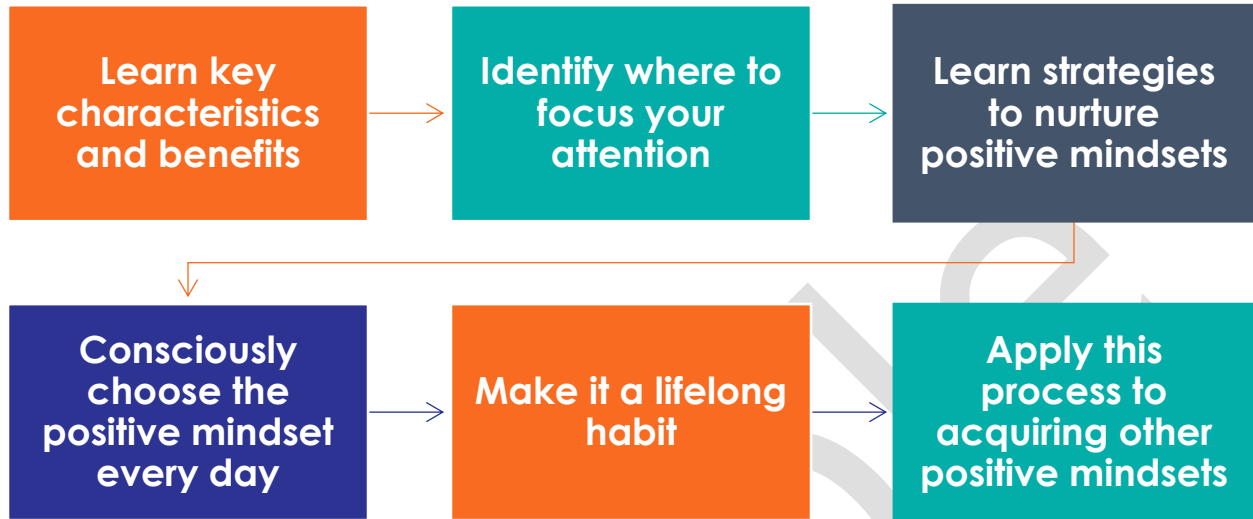 Learn key
characteristics
and benefits
Identify where to
focus your
attention
Learn strategies
to nurture
positive mindsets
Consciously
choose the
positive mindset
every day
Make it a lifelong
habit
Apply this
process to
acquiring other
positive mindsets